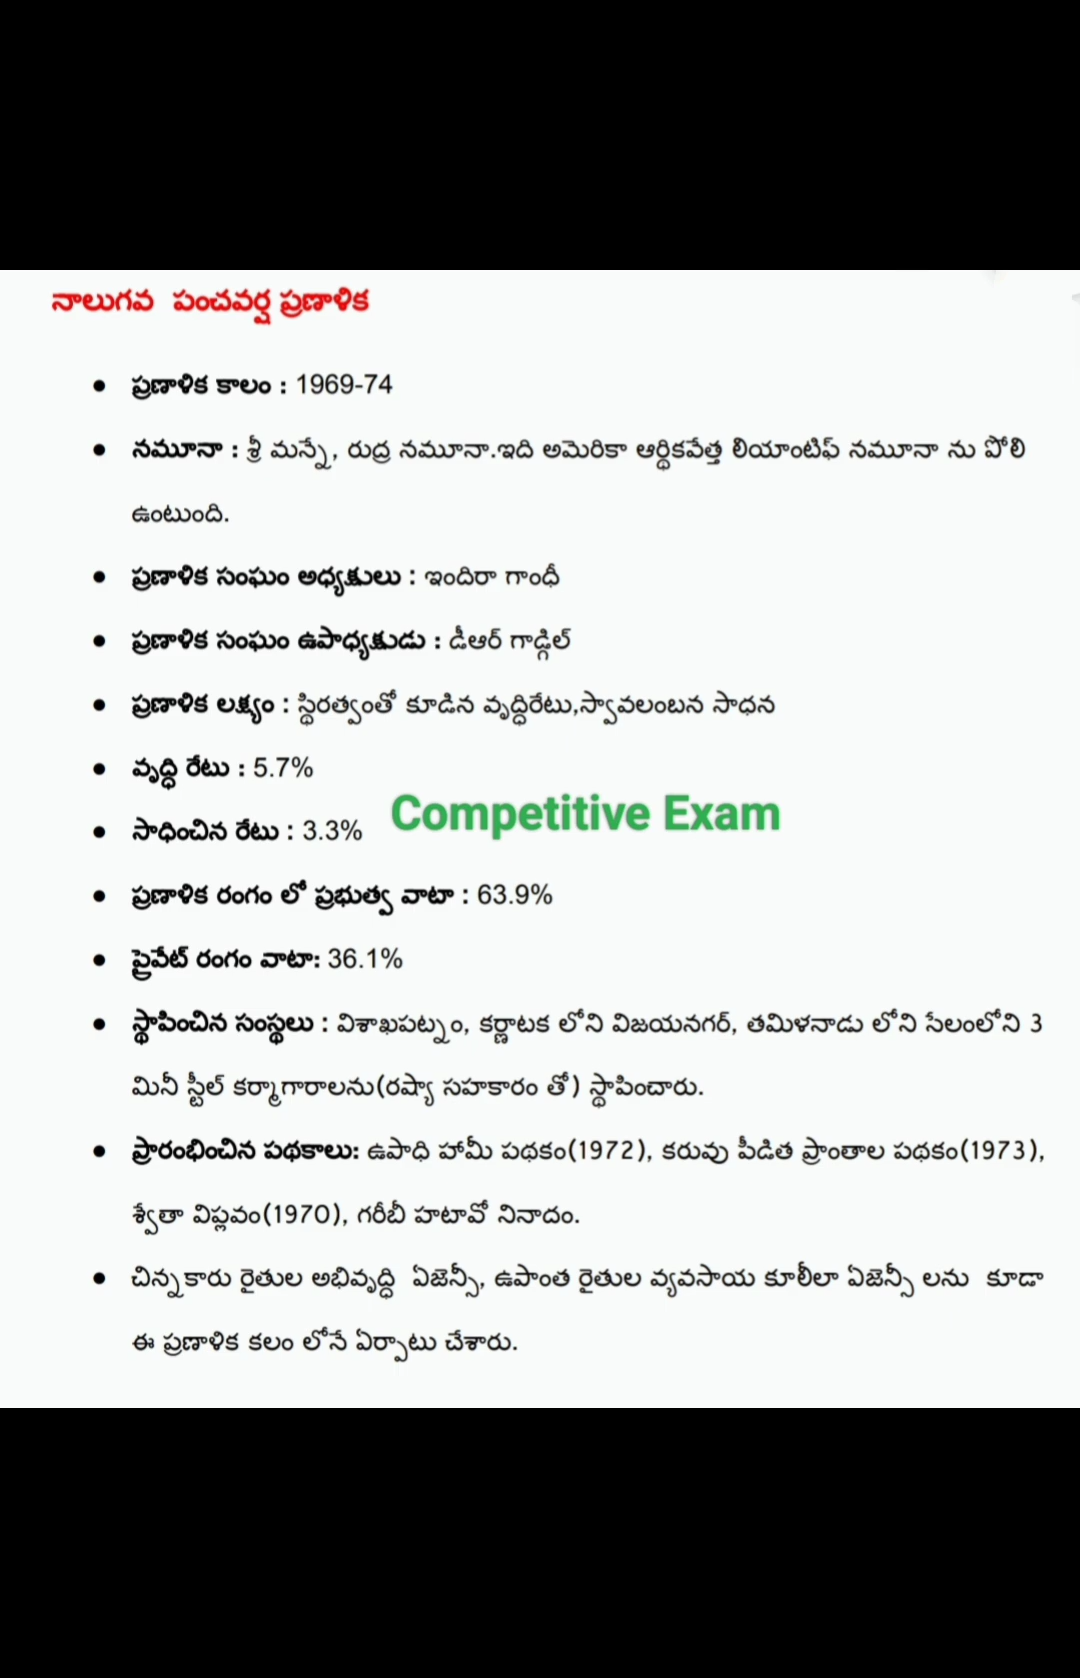 నాలుగవ పంచవర్ష ప్రణాళిక
● ప్రణాళిక కాలం : 1969-74
● నమూనా : శ్రీ మన్నే, రుద్ర నమూనా.ఇది అమెరికా ఆర్థికవేత్త లియాంటిఫ్ నమూనా ను పోలి
ఉంటుంది.
● ప్రణాళిక సంఘం అధ్యక్షులు : ఇందిరా గాంధీ
● ప్రణాళిక సంఘం ఉపాధ్యక్షుడు : డీఆర్ గాడ్గిల్
● ప్రణాళిక లక్ష్యం : స్థిరత్వంతో కూడిన వృద్ధిరేటు,స్వావలంబన సాధన
● వృద్ధి రేటు : 5.7%
Competitive Exam
● సాధించిన రేటు : 3.3%
● ప్రణాళిక రంగం లో ప్రభుత్వ వాటా : 63.9%
● ప్రైవేట్ రంగం వాటా: 36.1%
● స్థాపించిన సంస్థలు : విశాఖపట్నం, కర్ణాటక లోని విజయనగర్, తమిళనాడు లోని సేలంలోని 3
మినీ స్టీల్ కర్మాగారాలను(రష్యా సహకారం తో) స్థాపించారు.
● ప్రారంభించిన పథకాలు: ఉపాధి హామీ పథకం(1972), కరువు పీడిత ప్రాంతాల పథకం(1973),
శ్వేతా విప్లవం(1970), గరీబీ హటావో నినాదం.
● చిన్నకారు రైతుల అభివృద్ధి ఏజెన్సీ, ఉపాంత రైతుల వ్యవసాయ కూలీలా ఏజెన్సీ లను కూడా
ఈ ప్రణాళిక కలం లోనే ఏర్పాటు చేశారు.